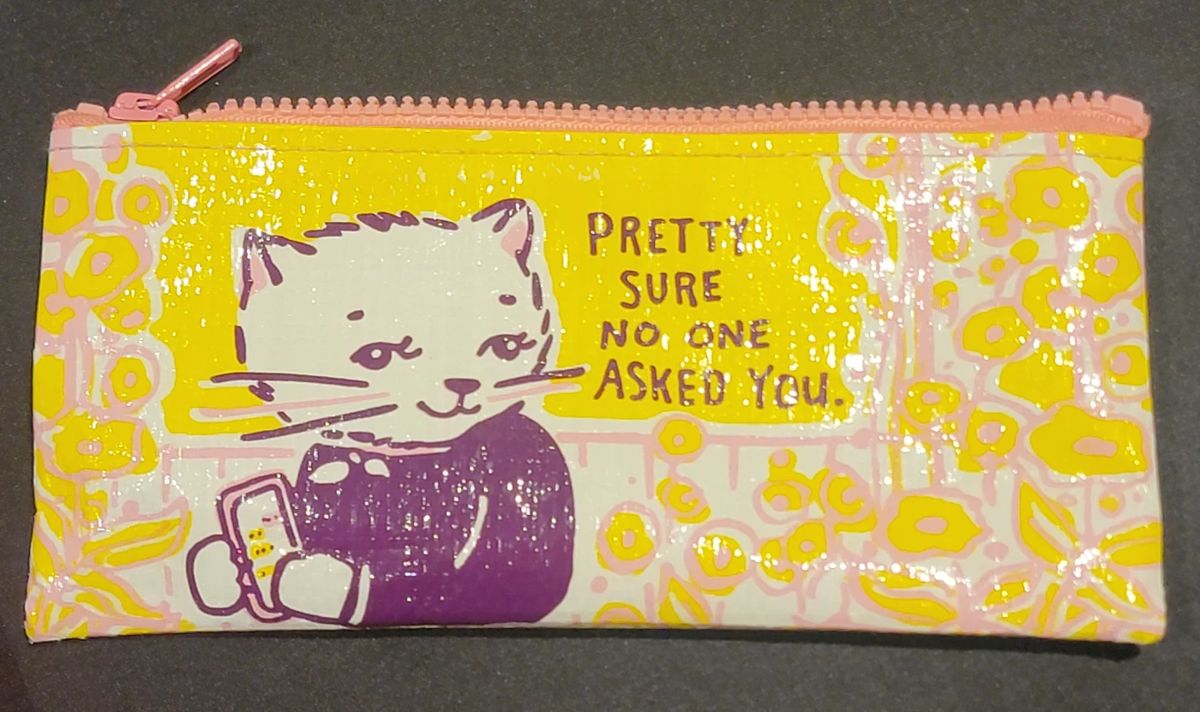 PRETTY
SURE
NO ONE
ASKED YOU.